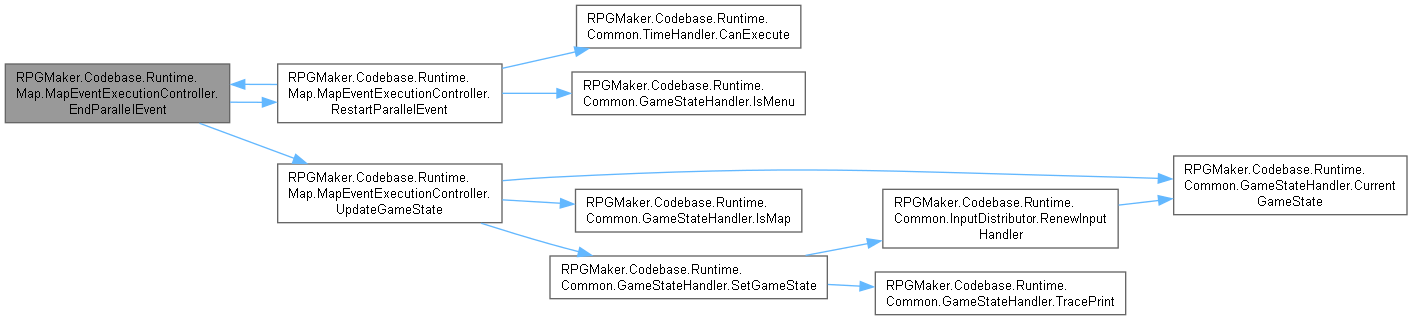 RPGMaker.Codebase.Runtime.
Map.MapEventExecutionController.
EndParallelEvent
RPGMaker.Codebase.Runtime.
Map.MapEventExecutionController.
RestartParallelEvent
RPGMaker.Codebase.Runtime.
Common.TimeHandler.CanExecute
RPGMaker.Codebase.Runtime.
Common.GameStateHandler.IsMenu
RPGMaker.Codebase.Runtime.
Map.MapEventExecutionController.
UpdateGameState
RPGMaker.Codebase.Runtime.
Common.GameStateHandler.IsMap
RPGMaker.Codebase.Runtime.
Common.GameStateHandler.SetGameState
RPGMaker.Codebase.Runtime.
Common.InputDistributor.RenewInput
Handler
RPGMaker.Codebase.Runtime.
Common.GameStateHandler.TracePrint
RPGMaker.Codebase.Runtime.
Common.GameStateHandler.Current
GameState